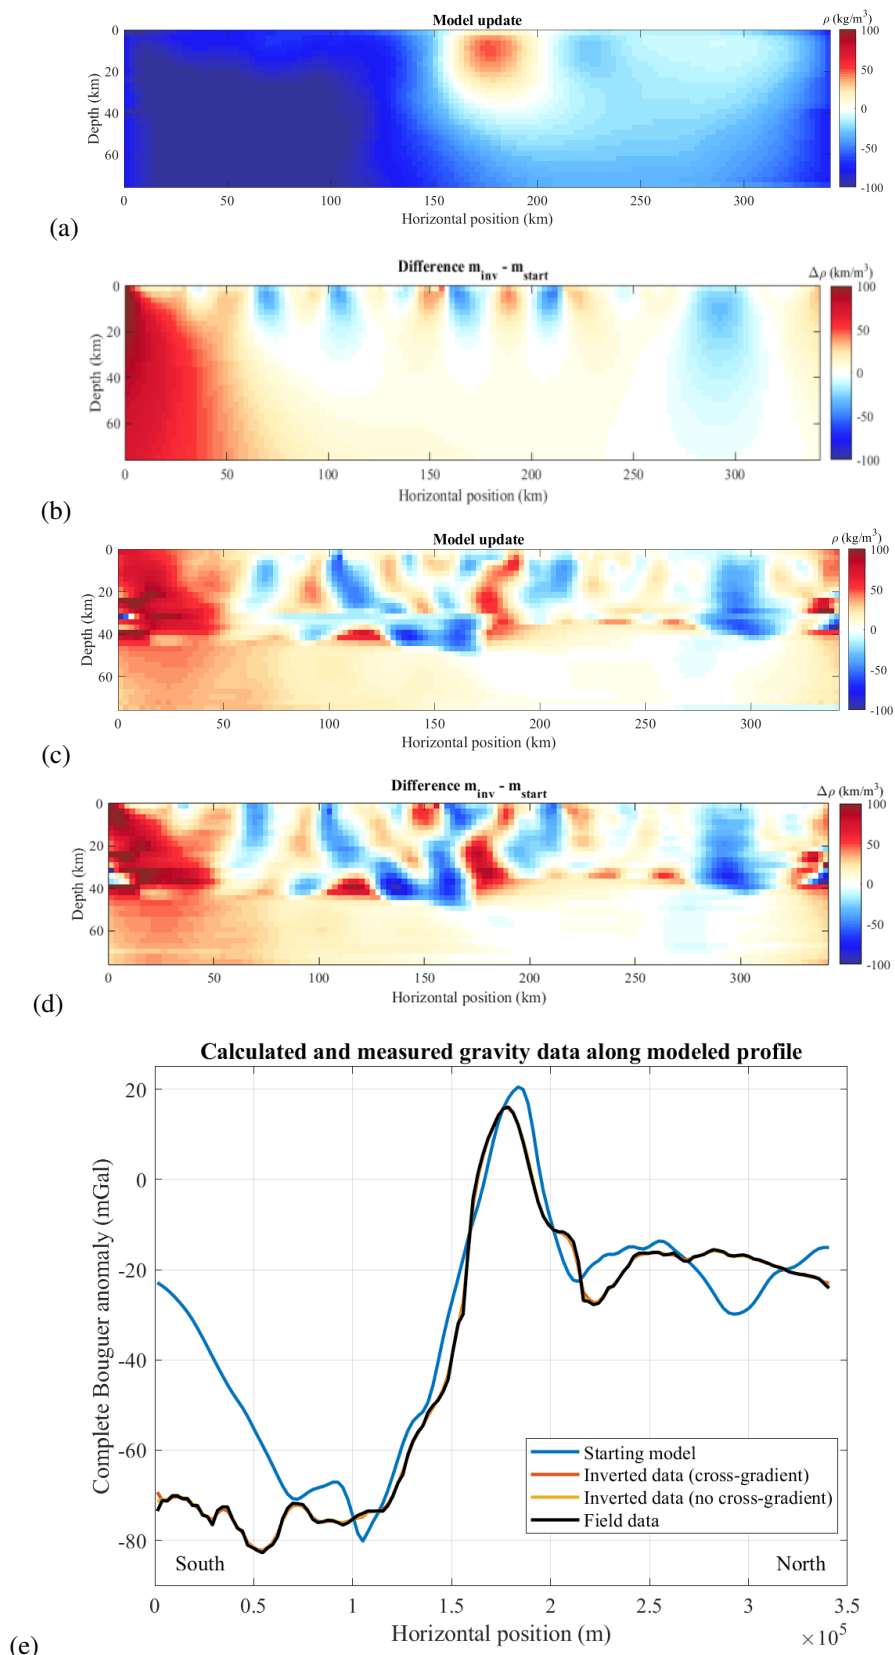 Model update
ρ (kg/m³)
0
20
40
60
Depth (km)
100
50
0
-50
-100
0
50
100
150
200
250
300
Horizontal position (km)
(a)
Difference m_inv - m_start
Δρ (km/m³)
0
20
40
60
Depth (km)
100
50
0
-50
-100
0
50
100
150
200
250
300
Horizontal position (km)
(b)
Model update
ρ (kg/m³)
0
20
40
60
Depth (km)
100
50
0
-50
-100
0
50
100
150
200
250
300
Horizontal position (km)
(c)
Difference m_inv - m_start
Δρ (km/m³)
0
20
40
60
Depth (km)
100
50
0
-50
-100
0
50
100
150
200
250
300
Horizontal position (km)
(d)
Calculated and measured gravity data along modeled profile
20
0
-20
-40
-60
-80
Complete Bouguer anomaly (mGal)
Starting model
Inverted data (cross-gradient)
Inverted data (no cross-gradient)
Field data
South
North
0
0.5
1
1.5
2
2.5
3
3.5
Horizontal position (m)
×10⁵
(e)